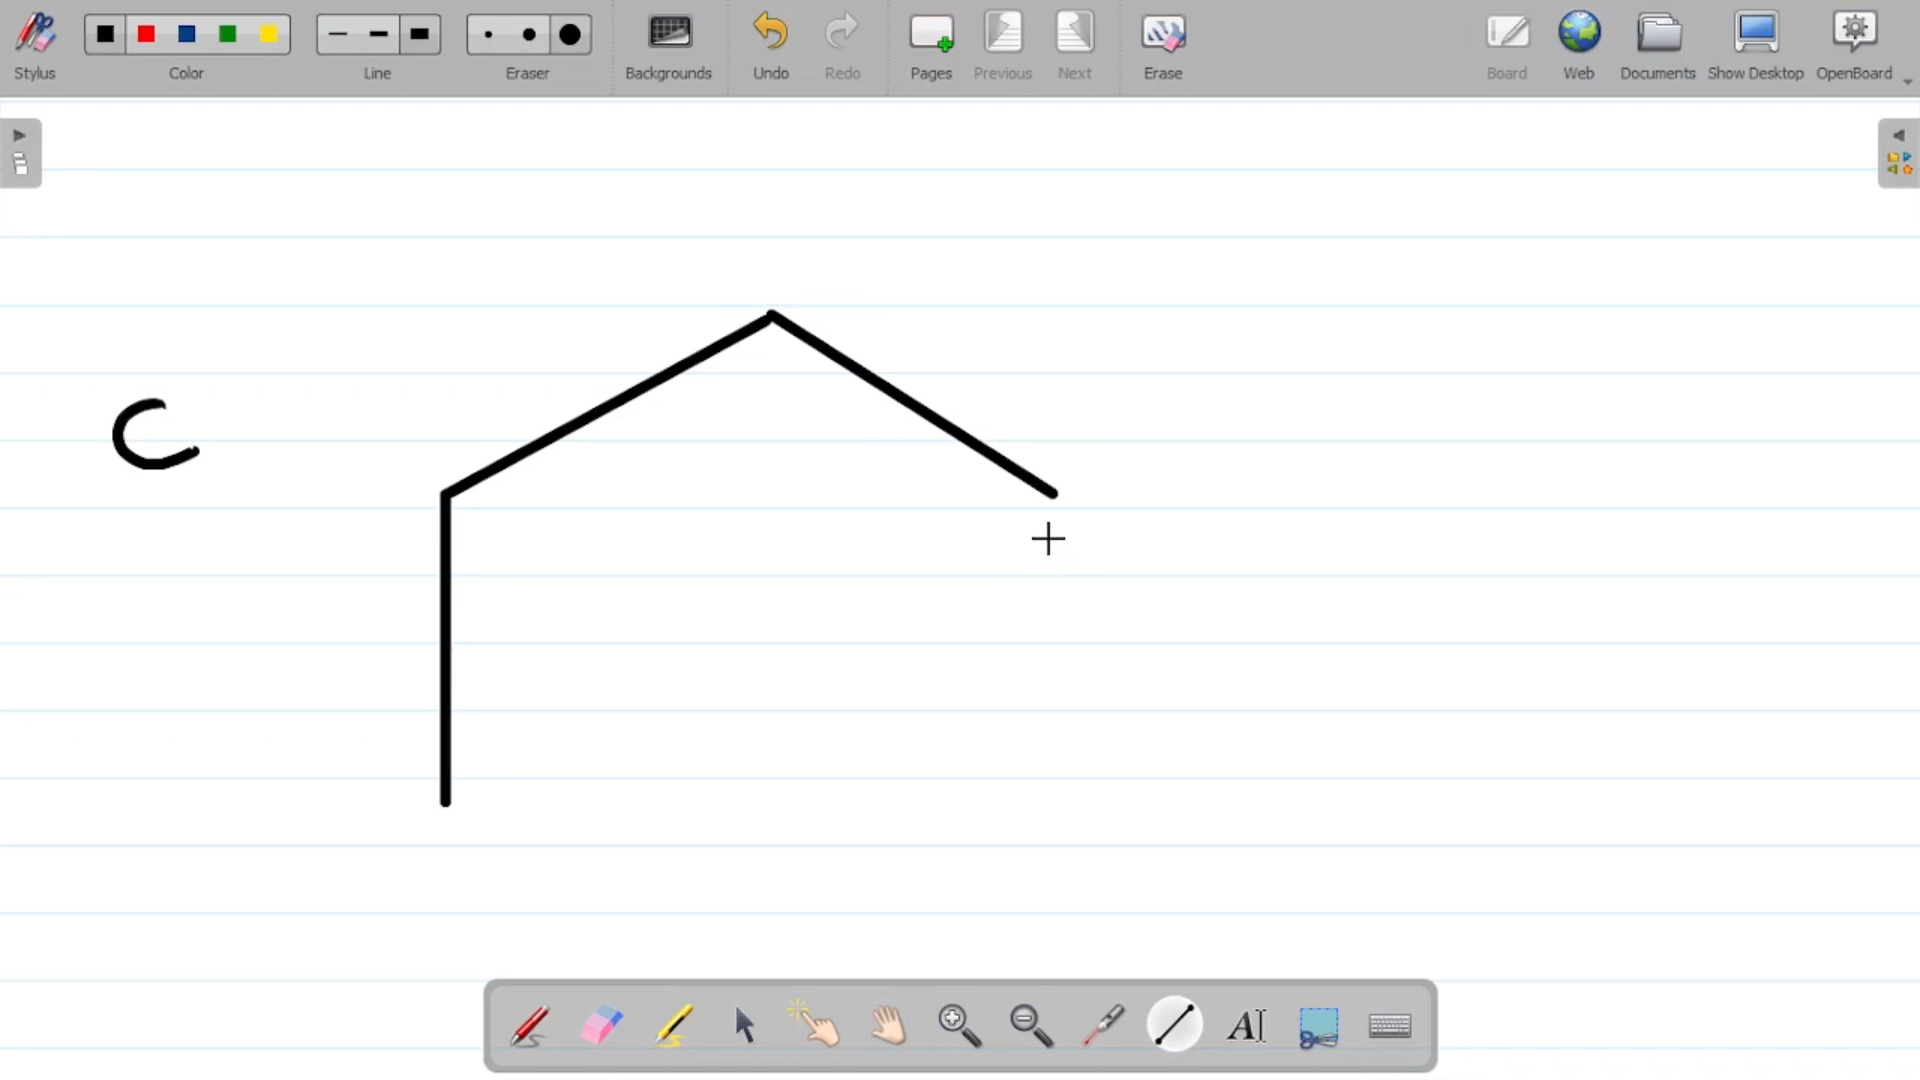 Stylus
Color
Line
Eraser
Backgrounds
Undo
Redo
Pages
Previous
Next
Erase
Board
Web
Documents
Show Desktop
OpenBoard
C
A